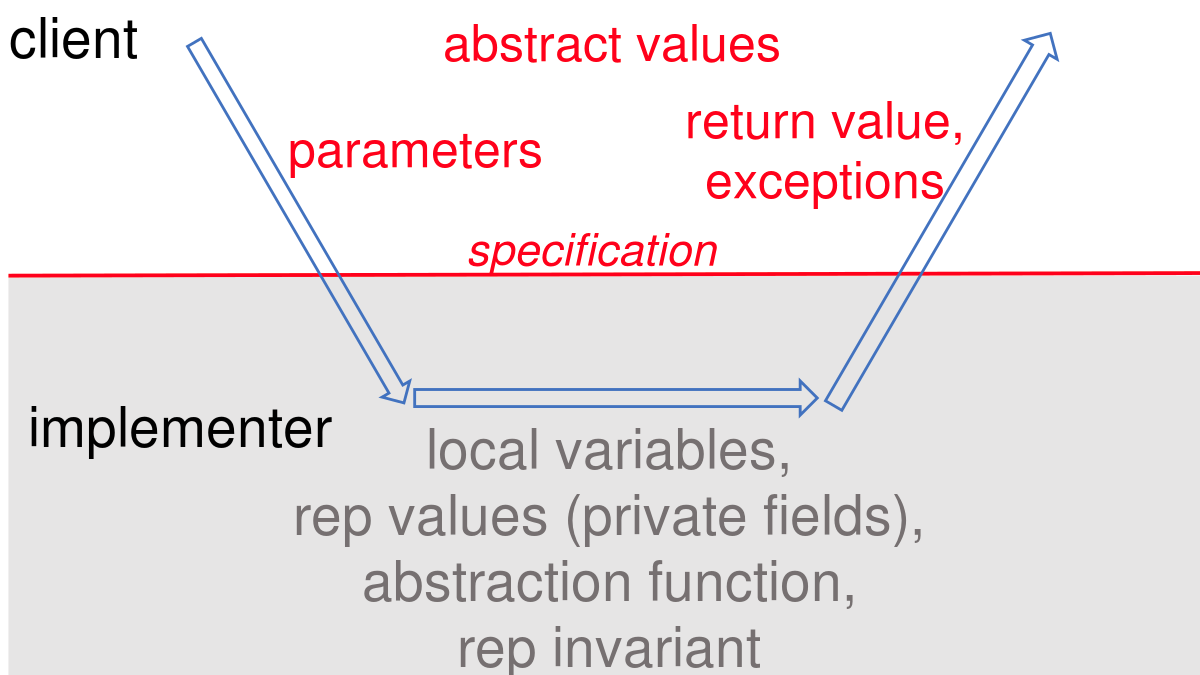 client
abstract values
parameters
return value,
exceptions
specification
implementer
local variables,
rep values (private fields),
abstraction function,
rep invariant